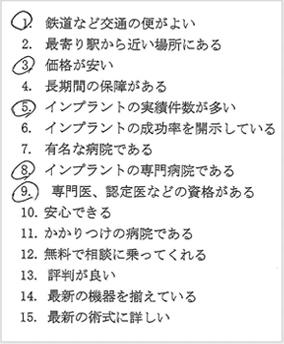 1. 鉄道など交通の便がよい
2. 最寄り駅から近い場所にある
3. 価格が安い
4. 長期間の保障がある
5. インプラントの実績件数が多い
6. インプラントの成功率を開示している
7. 有名な病院である
8. インプラントの専門病院である
9. 専門医、認定医などの資格がある
10. 安心できる
11. かかりつけの病院である
12. 無料で相談に乗ってくれる
13. 評判が良い
14. 最新の機器を揃えている
15. 最新の術式に詳しい